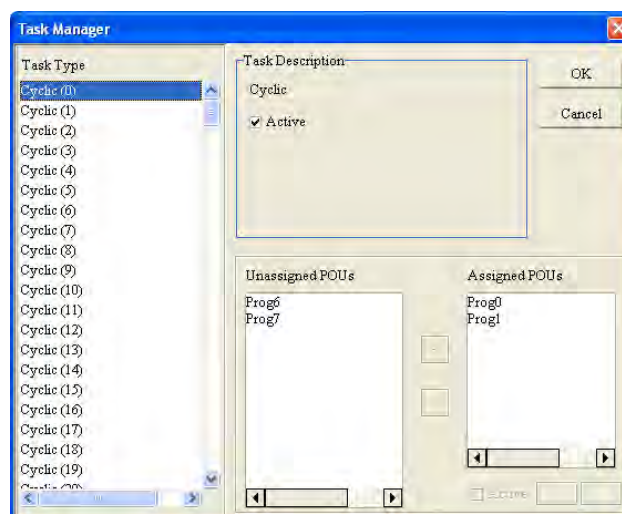 Task Manager
Task Type
Cyclic (0)
Cyclic (1)
Cyclic (2)
Cyclic (3)
Cyclic (4)
Cyclic (5)
Cyclic (6)
Cyclic (7)
Cyclic (8)
Cyclic (9)
Cyclic (10)
Cyclic (11)
Cyclic (12)
Cyclic (13)
Cyclic (14)
Cyclic (15)
Cyclic (16)
Cyclic (17)
Cyclic (18)
Cyclic (19)
Cyclic (20)
Task Description
Cyclic
Active
OK
Cancel
Unassigned POUs
Prog6
Prog7
Assigned POUs
Prog0
Prog1
Active